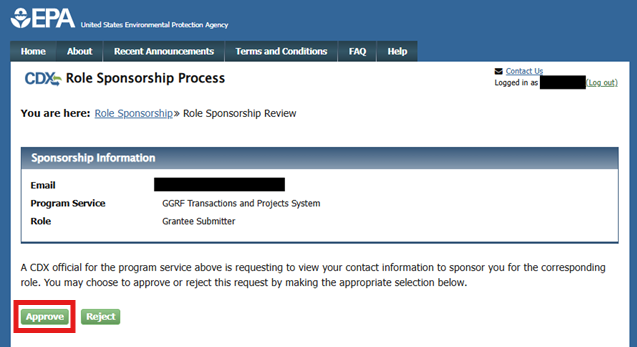 EPA United States Environmental Protection Agency
Home About Recent Announcements Terms and Conditions FAQ Help
CDX Role Sponsorship Process
Contact Us
Logged in as (Log out)
You are here: Role Sponsorship» Role Sponsorship Review
Sponsorship Information
Email
Program Service GGRF Transactions and Projects System
Role Grantee Submitter
A CDX official for the program service above is requesting to view your contact information to sponsor you for the corresponding
role. You may choose to approve or reject this request by making the appropriate selection below.
Approve Reject